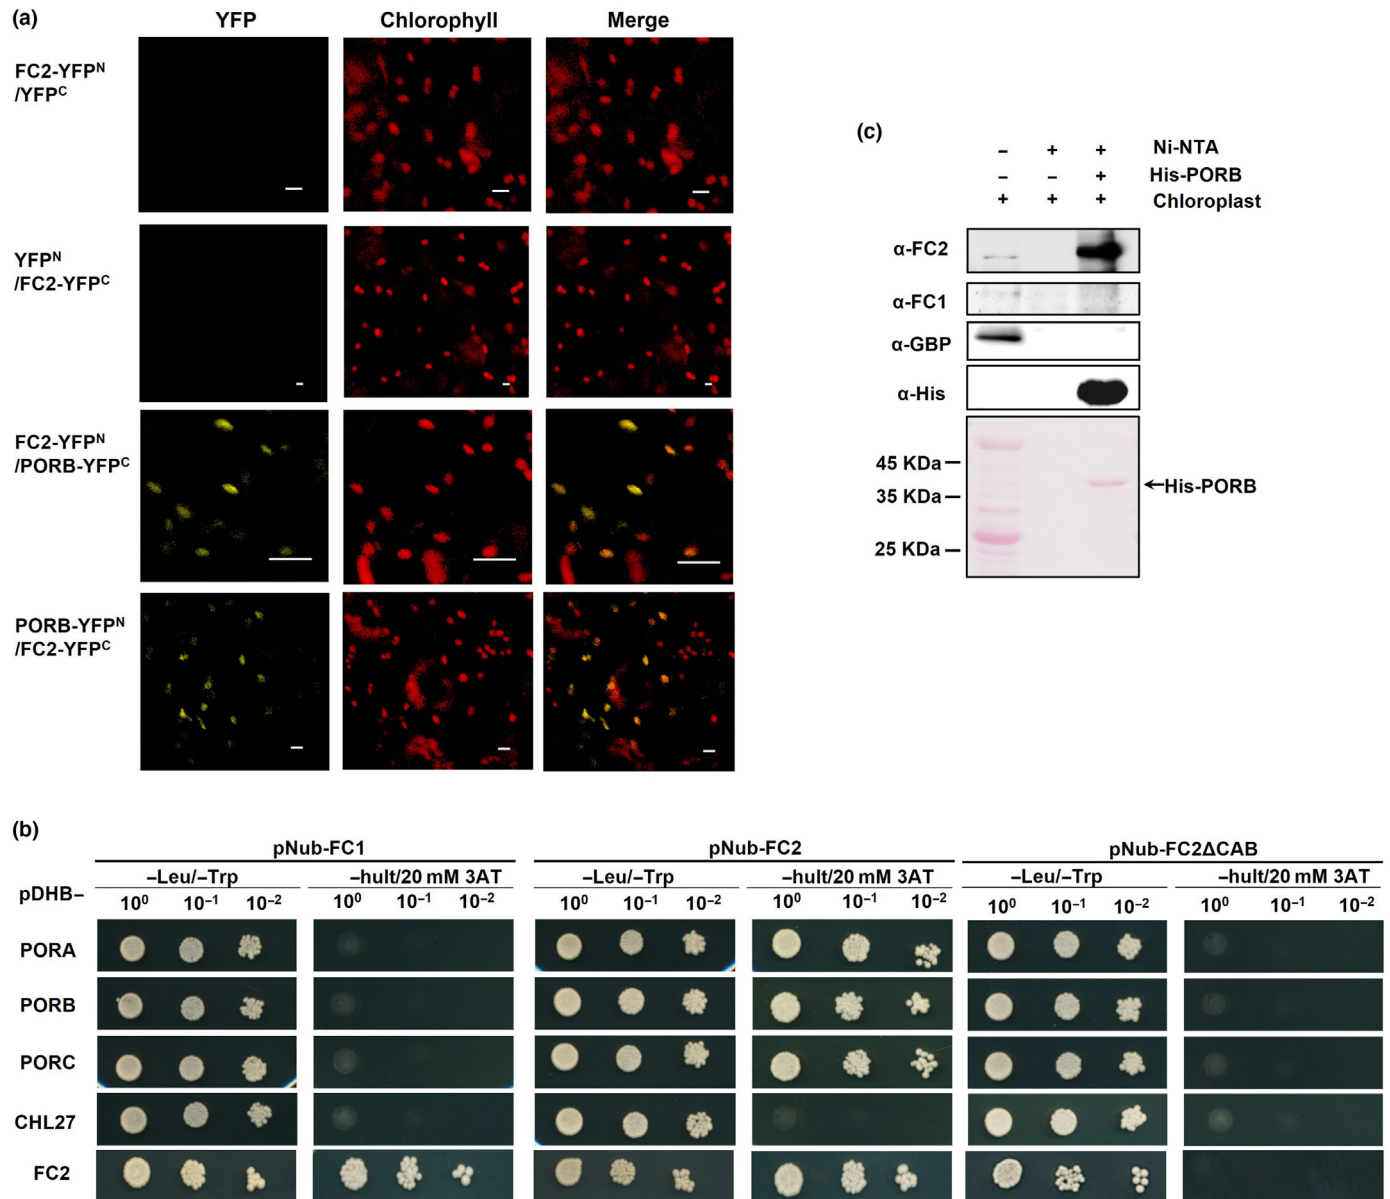 (a)
YFP Chlorophyll Merge
FC2-YFPᴺ
/YFPᶜ
YFPᴺ
/FC2-YFPᶜ
FC2-YFPᴺ
/PORB-YFPᶜ
PORB-YFPᴺ
/FC2-YFPᶜ
(c)
– + + Ni-NTA
– – + His-PORB
+ + + Chloroplast
α-FC2
α-FC1
α-GBP
α-His
45 KDa
35 KDa
25 KDa
His-PORB
(b)
pNub-FC1 pNub-FC2 pNub-FC2ΔCAB
–Leu/–Trp –hult/20 mM 3AT –Leu/–Trp –hult/20 mM 3AT –Leu/–Trp –hult/20 mM 3AT
pDHB– 10⁰ 10⁻¹ 10⁻² 10⁰ 10⁻¹ 10⁻² 10⁰ 10⁻¹ 10⁻² 10⁰ 10⁻¹ 10⁻² 10⁰ 10⁻¹ 10⁻² 10⁰ 10⁻¹ 10⁻²
PORA
PORB
PORC
CHL27
FC2